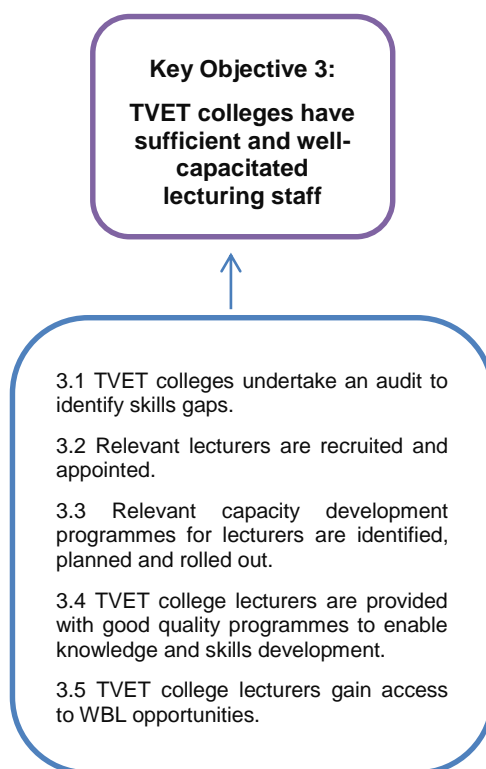 Key Objective 3:
TVET colleges have
sufficient and well-
capacitated
lecturing staff
3.1 TVET colleges undertake an audit to
identify skills gaps.
3.2 Relevant lecturers are recruited and
appointed.
3.3 Relevant capacity development
programmes for lecturers are identified,
planned and rolled out.
3.4 TVET college lecturers are provided
with good quality programmes to enable
knowledge and skills development.
3.5 TVET college lecturers gain access
to WBL opportunities.